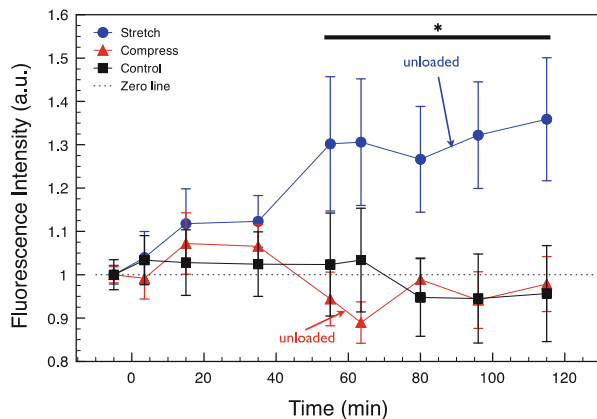 1.6
1.5
1.4
1.3
1.2
1.1
1
0.9
0.8
Fluorescence Intensity (a.u.)
Stretch
Compress
Control
Zero line
*
unloaded
unloaded
0 20 40 60 80 100 120
Time (min)